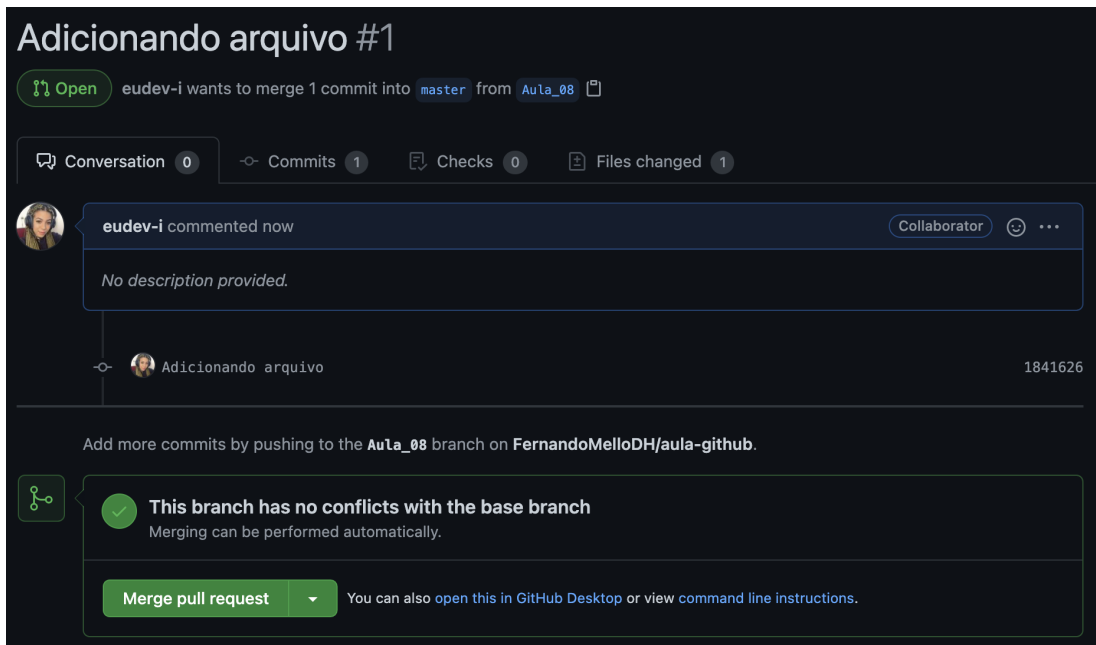 Adicionando arquivo #1
Open eudev-i wants to merge 1 commit into master from Aula_08
Conversation 0 Commits 1 Checks 0 Files changed 1
eudev-i commented now Collaborator
No description provided.
Adicionando arquivo 1841626
Add more commits by pushing to the Aula_08 branch on FernandoMelloDH/aula-github.
This branch has no conflicts with the base branch
Merging can be performed automatically.
Merge pull request You can also open this in GitHub Desktop or view command line instructions.